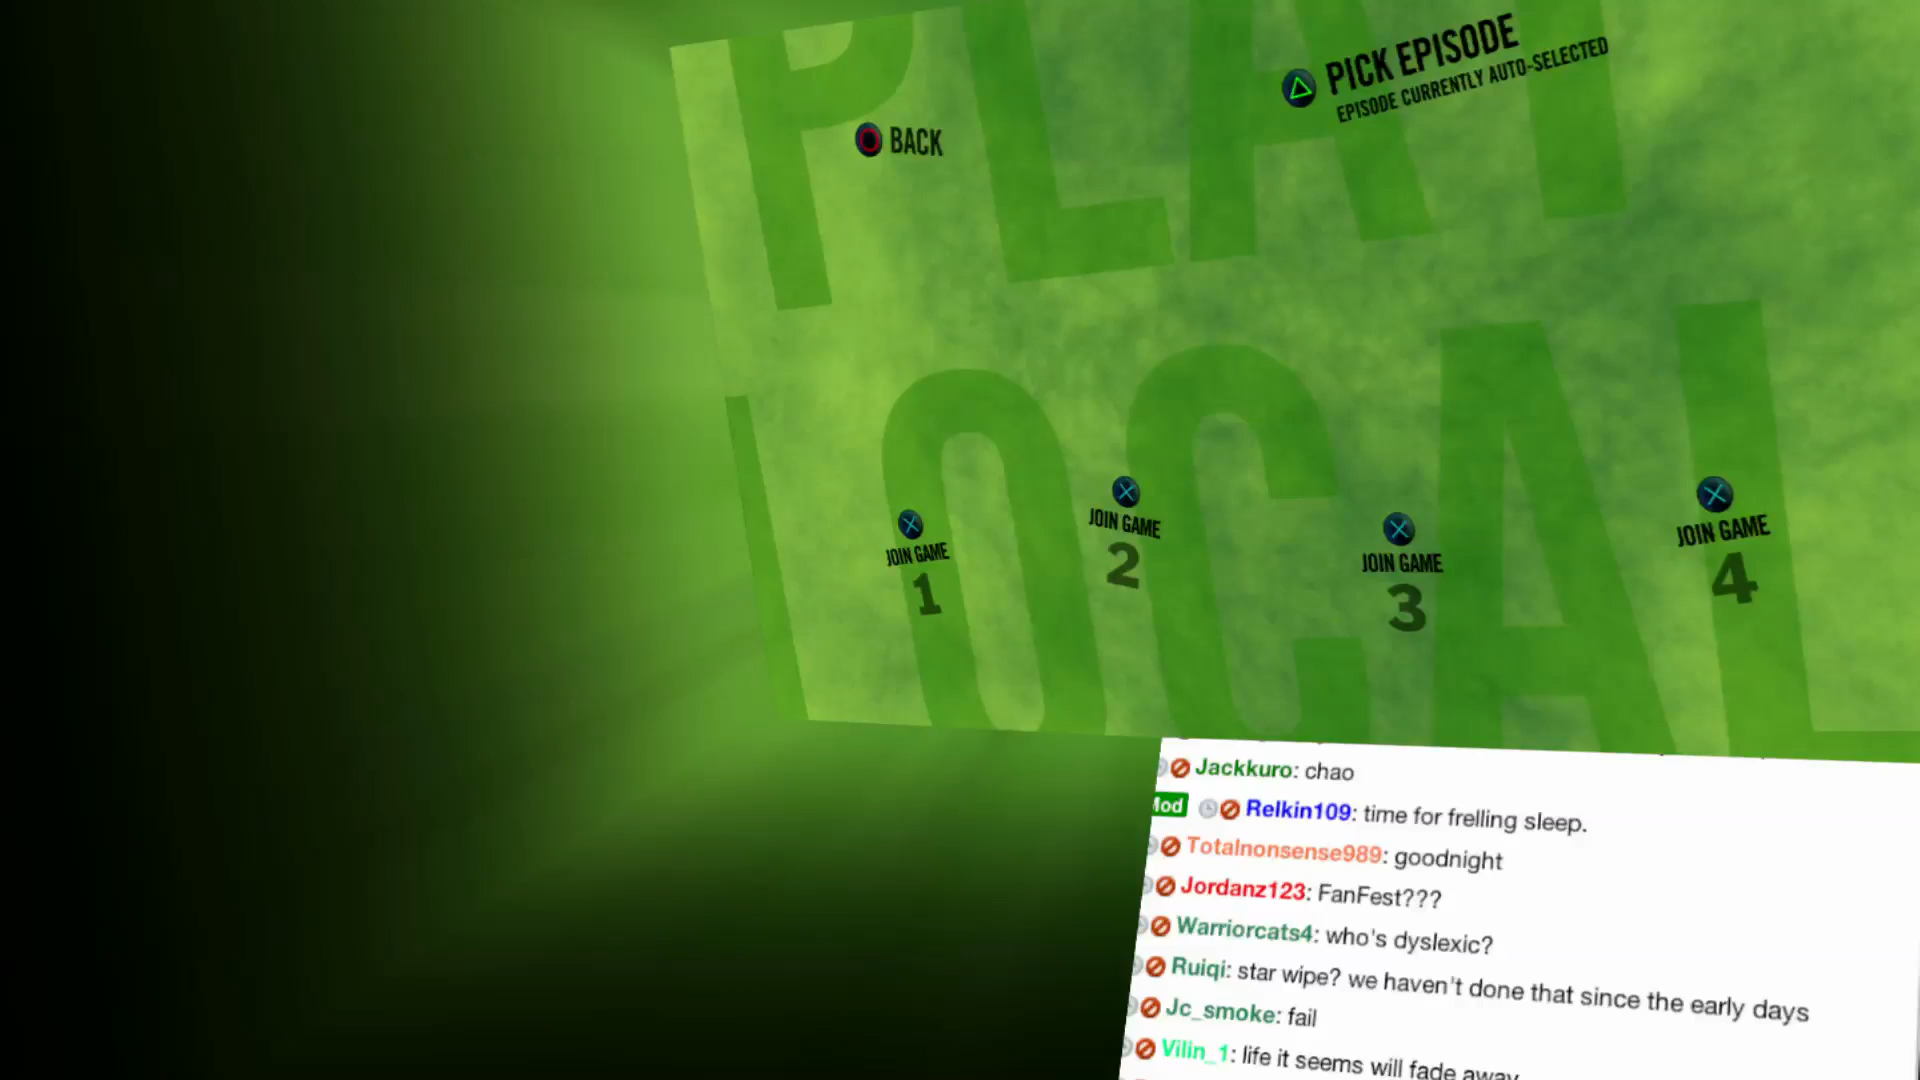 PLAY
PICK EPISODE
EPISODE CURRENTLY AUTO-SELECTED
BACK
LOCAL
JOIN GAME
1
JOIN GAME
2
JOIN GAME
3
JOIN GAME
4
Jackkuro: chao
Mod Relkin109: time for frelling sleep.
Totalnonsense989: goodnight
Jordanz123: FanFest???
Warriorcats4: who's dyslexic?
Ruiqi: star wipe? we haven't done that since the early days
Jc_smoke: fail
Vilin_1: life it seems will fade away